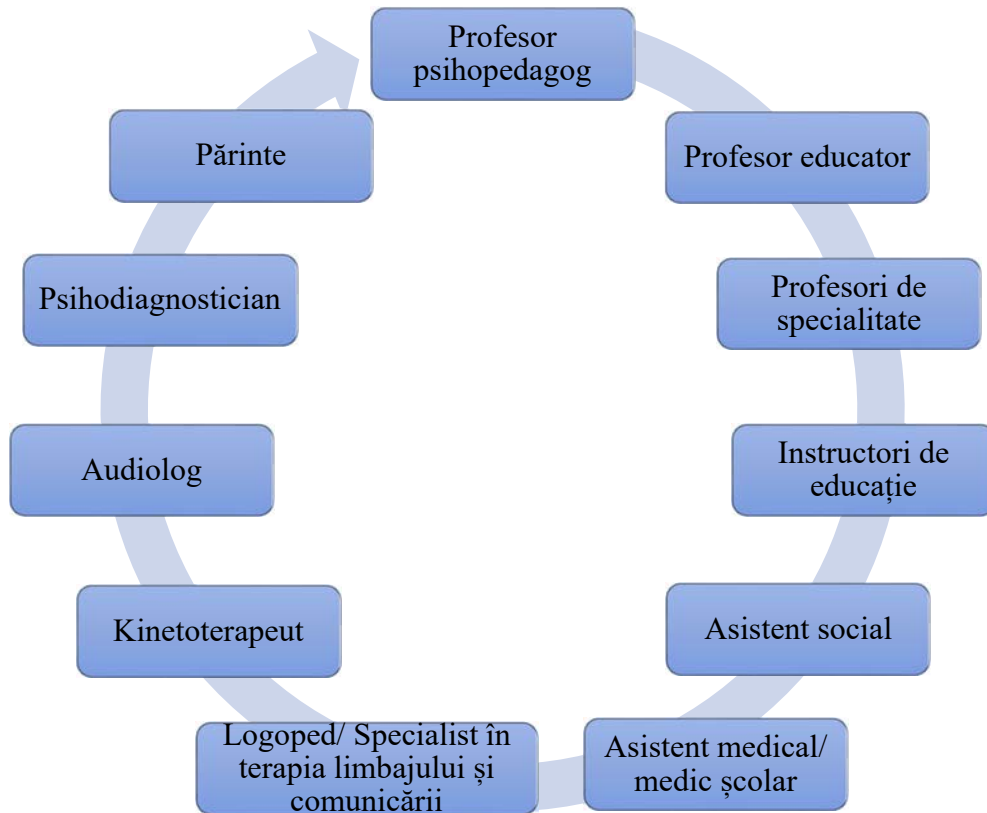 Profesor
psihopedagog
Profesor educator
Profesori de
specialitate
Instructori de
educație
Asistent social
Asistent medical/
medic școlar
Logoped/ Specialist în
terapia limbajului și
comunicării
Kinetoterapeut
Audiolog
Psihodiagnostician
Părinte